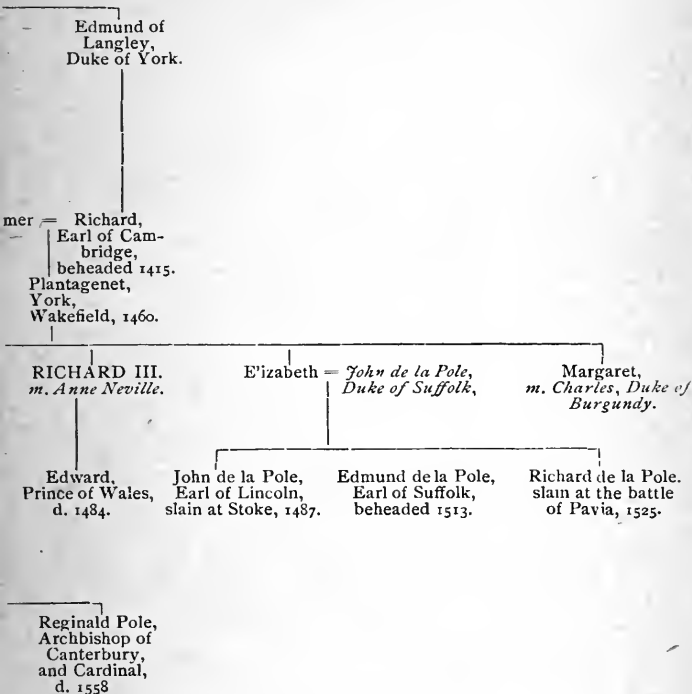 Edmund of
Langley,
Duke of York.
mer = Richard,
Earl of Cam-
bridge,
beheaded 1415.
Plantagenet,
York,
Wakefield, 1460.
RICHARD III.
m. Anne Neville.
E'izabeth = John de la Pole,
Duke of Suffolk,
Margaret,
m. Charles, Duke of
Burgundy.
Edward,
Prince of Wales,
d. 1484.
John de la Pole,
Earl of Lincoln,
slain at Stoke, 1487.
Edmund de la Pole,
Earl of Suffolk,
beheaded 1513.
Richard de la Pole.
slain at the battle
of Pavia, 1525.
Reginald Pole,
Archbishop of
Canterbury,
and Cardinal,
d. 1558